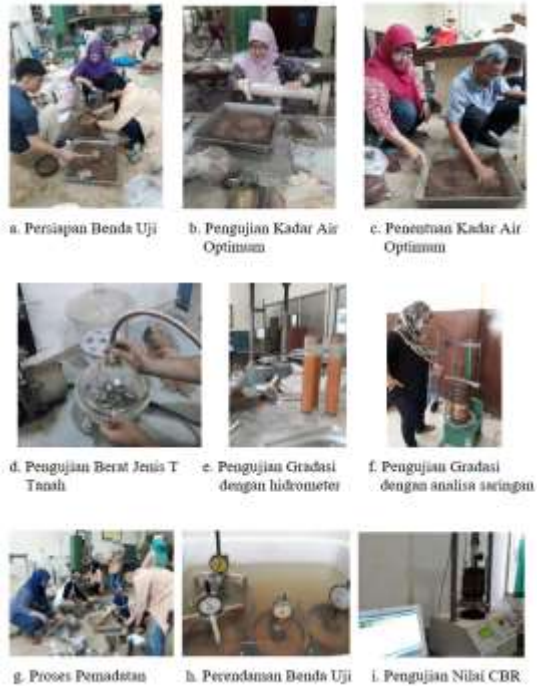 a. Persiapan Benda Uji
b. Pengujian Kadar Air
Optimum
c. Penentuan Kadar Air
Optimum
d. Pengujian Berat Jenis T
Tanah
e. Pengujian Gradasi
dengan hidrometer
f. Pengujian Gradasi
dengan analisa saringan
g. Proses Pemadatan
h. Perendaman Benda Uji
i. Pengujian Nilai CBR